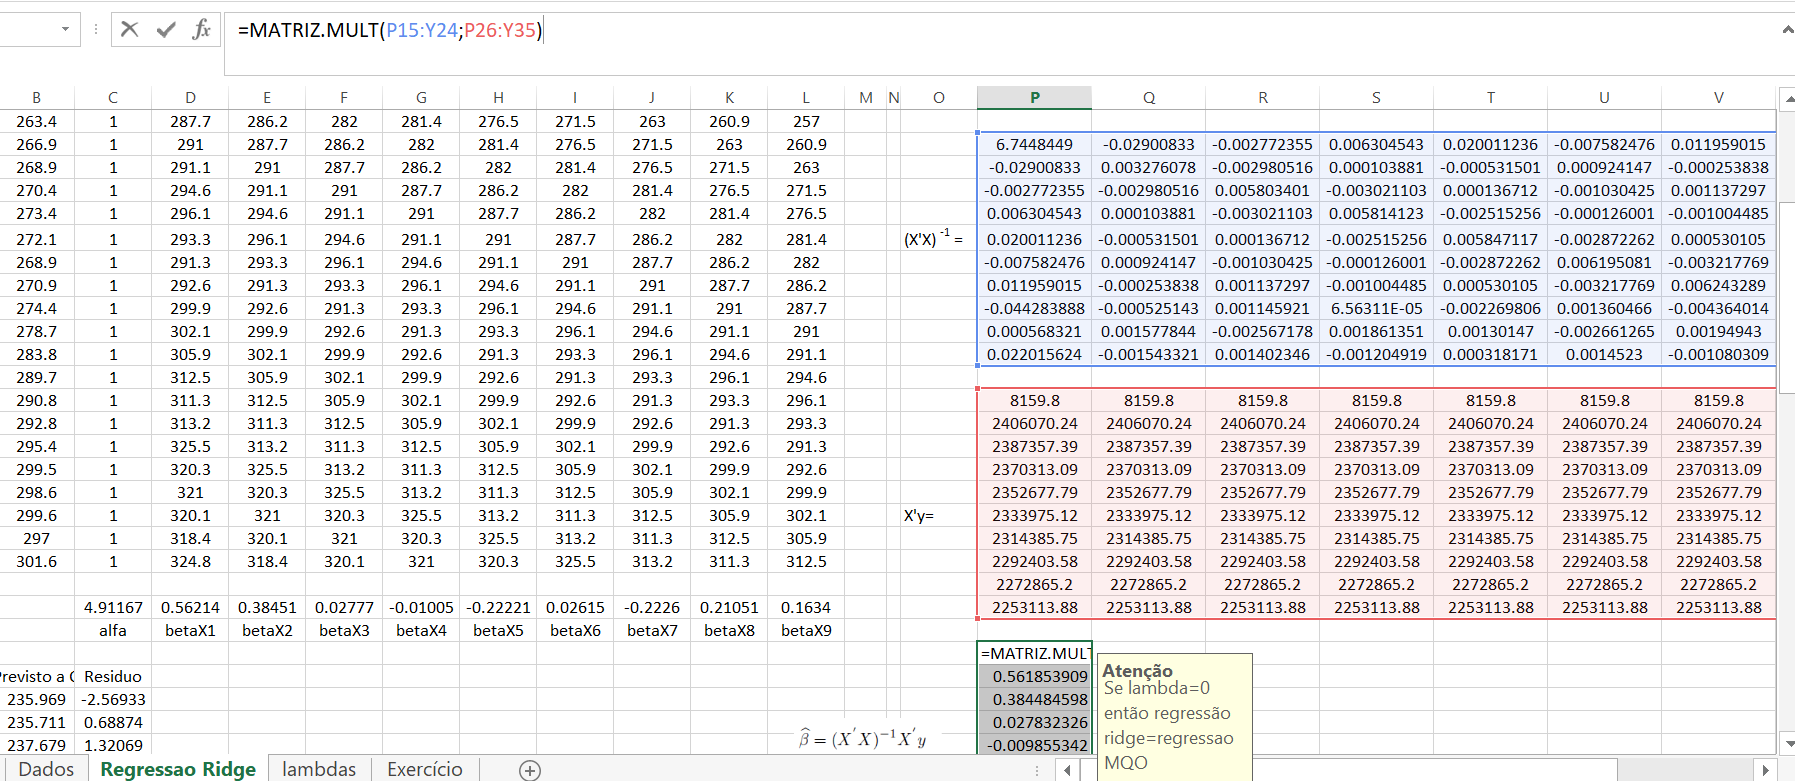 =MATRIZ.MULT(P15:Y24;P26:Y35)
B C D E F G H I J K L M N O P Q R S T U V
263.4 1 287.7 286.2 282 281.4 276.5 271.5 263 260.9 257
266.9 1 291 287.7 286.2 282 281.4 276.5 271.5 263 260.9 6.7448449 -0.02900833 -0.002772355 0.006304543 0.020011236 -0.007582476 0.011959015
268.9 1 291.1 291 287.7 286.2 282 281.4 276.5 271.5 263 -0.02900833 0.003276078 -0.002980516 0.000103881 -0.000531501 0.000924147 -0.000253838
270.4 1 294.6 291.1 291 287.7 286.2 282 281.4 276.5 271.5 -0.002772355 -0.002980516 0.005803401 -0.003021103 0.000136712 -0.001030425 0.001137297
273.4 1 296.1 294.6 291.1 291 287.7 286.2 282 281.4 276.5 0.006304543 0.000103881 -0.003021103 0.005814123 -0.002515256 -0.000126001 -0.001004485
272.1 1 293.3 296.1 294.6 291.1 291 287.7 286.2 282 281.4 (X'X) -1 = 0.020011236 -0.000531501 0.000136712 -0.002515256 0.005847117 -0.002872262 0.000530105
268.9 1 291.3 293.3 296.1 294.6 291.1 291 287.7 286.2 282 -0.007582476 0.000924147 -0.001030425 -0.000126001 -0.002872262 0.006195081 -0.003217769
270.9 1 292.6 291.3 293.3 296.1 294.6 291.1 291 287.7 286.2 0.011959015 -0.000253838 0.001137297 -0.001004485 0.000530105 -0.003217769 0.006243289
274.4 1 299.9 292.6 291.3 293.3 296.1 294.6 291.1 291 287.7 -0.044283888 -0.000525143 0.001145921 6.56311E-05 -0.002269806 0.001360466 -0.004364014
278.7 1 302.1 299.9 292.6 291.3 293.3 296.1 294.6 291.1 291 0.000568321 0.001577844 -0.002567178 0.001861351 0.00130147 -0.002661265 0.00194943
283.8 1 305.9 302.1 299.9 292.6 291.3 293.3 296.1 294.6 291.1 0.022015624 -0.001543321 0.001402346 -0.001204919 0.000318171 0.0014523 -0.001080309
289.7 1 312.5 305.9 302.1 299.9 292.6 291.3 293.3 296.1 294.6
290.8 1 311.3 312.5 305.9 302.1 299.9 292.6 291.3 293.3 296.1 8159.8 8159.8 8159.8 8159.8 8159.8 8159.8 8159.8
292.8 1 313.2 311.3 312.5 305.9 302.1 299.9 292.6 291.3 293.3 2406070.24 2406070.24 2406070.24 2406070.24 2406070.24 2406070.24 2406070.24
295.4 1 325.5 313.2 311.3 312.5 305.9 302.1 299.9 292.6 291.3 2387357.39 2387357.39 2387357.39 2387357.39 2387357.39 2387357.39 2387357.39
299.5 1 320.3 325.5 313.2 311.3 312.5 305.9 302.1 299.9 292.6 2370313.09 2370313.09 2370313.09 2370313.09 2370313.09 2370313.09 2370313.09
298.6 1 321 320.3 325.5 313.2 311.3 312.5 305.9 302.1 299.9 2352677.79 2352677.79 2352677.79 2352677.79 2352677.79 2352677.79 2352677.79
299.6 1 320.1 321 320.3 325.5 313.2 311.3 312.5 305.9 302.1 X'y= 2333975.12 2333975.12 2333975.12 2333975.12 2333975.12 2333975.12 2333975.12
297 1 318.4 320.1 321 320.3 325.5 313.2 311.3 312.5 305.9 2314385.75 2314385.75 2314385.75 2314385.75 2314385.75 2314385.75 2314385.75
301.6 1 324.8 318.4 320.1 321 320.3 325.5 313.2 311.3 312.5 2292403.58 2292403.58 2292403.58 2292403.58 2292403.58 2292403.58 2292403.58
2272865.2 2272865.2 2272865.2 2272865.2 2272865.2 2272865.2 2272865.2
4.91167 0.56214 0.38451 0.02777 -0.01005 -0.22221 0.02615 -0.2226 0.21051 0.1634 2253113.88 2253113.88 2253113.88 2253113.88 2253113.88 2253113.88 2253113.88
alfa betaX1 betaX2 betaX3 betaX4 betaX5 betaX6 betaX7 betaX8 betaX9
=MATRIZ.MULT
Previsto a Residuo 0.561853909
235.969 -2.56933 0.384484598
235.711 0.68874 0.027832326
237.679 1.32069 -0.009855342
β̂ = (X′X)⁻¹X′y
Atenção
Se lambda=0
então regressão
ridge=regressao
MQO
Dados Regressao Ridge lambdas Exercício